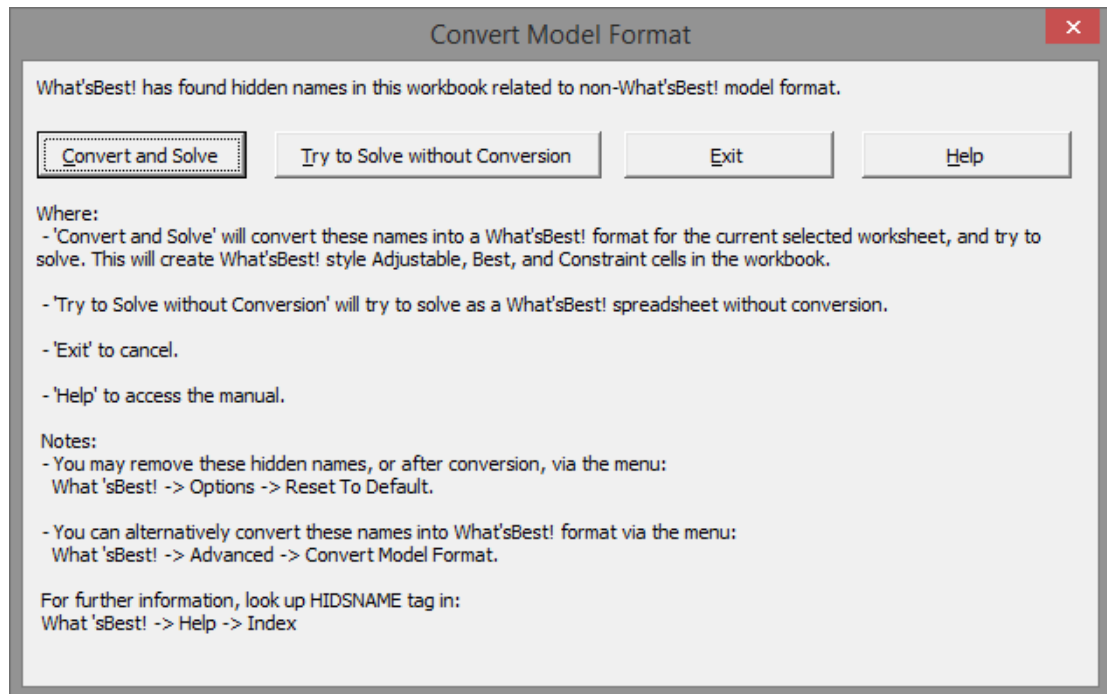 Convert Model Format
What'sBest! has found hidden names in this workbook related to non-What'sBest! model format.
Convert and Solve Try to Solve without Conversion Exit Help
Where:
- 'Convert and Solve' will convert these names into a What'sBest! format for the current selected worksheet, and try to
solve. This will create What'sBest! style Adjustable, Best, and Constraint cells in the workbook.
- 'Try to Solve without Conversion' will try to solve as a What'sBest! spreadsheet without conversion.
- 'Exit' to cancel.
- 'Help' to access the manual.
Notes:
- You may remove these hidden names, or after conversion, via the menu:
What 'sBest! -> Options -> Reset To Default.
- You can alternatively convert these names into What'sBest! format via the menu:
What 'sBest! -> Advanced -> Convert Model Format.
For further information, look up HIDSNAME tag in:
What 'sBest! -> Help -> Index